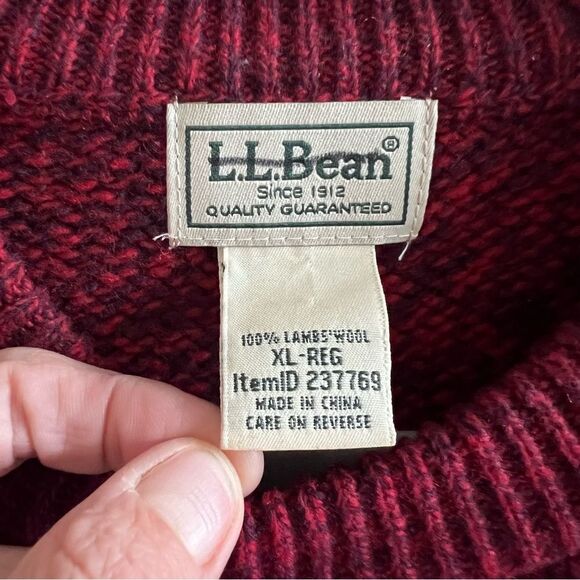 L.L.Bean®
Since 1912
QUALITY GUARANTEED
100% LAMBS'WOOL
XL-REG
ItemID 237769
MADE IN CHINA
CARE ON REVERSE